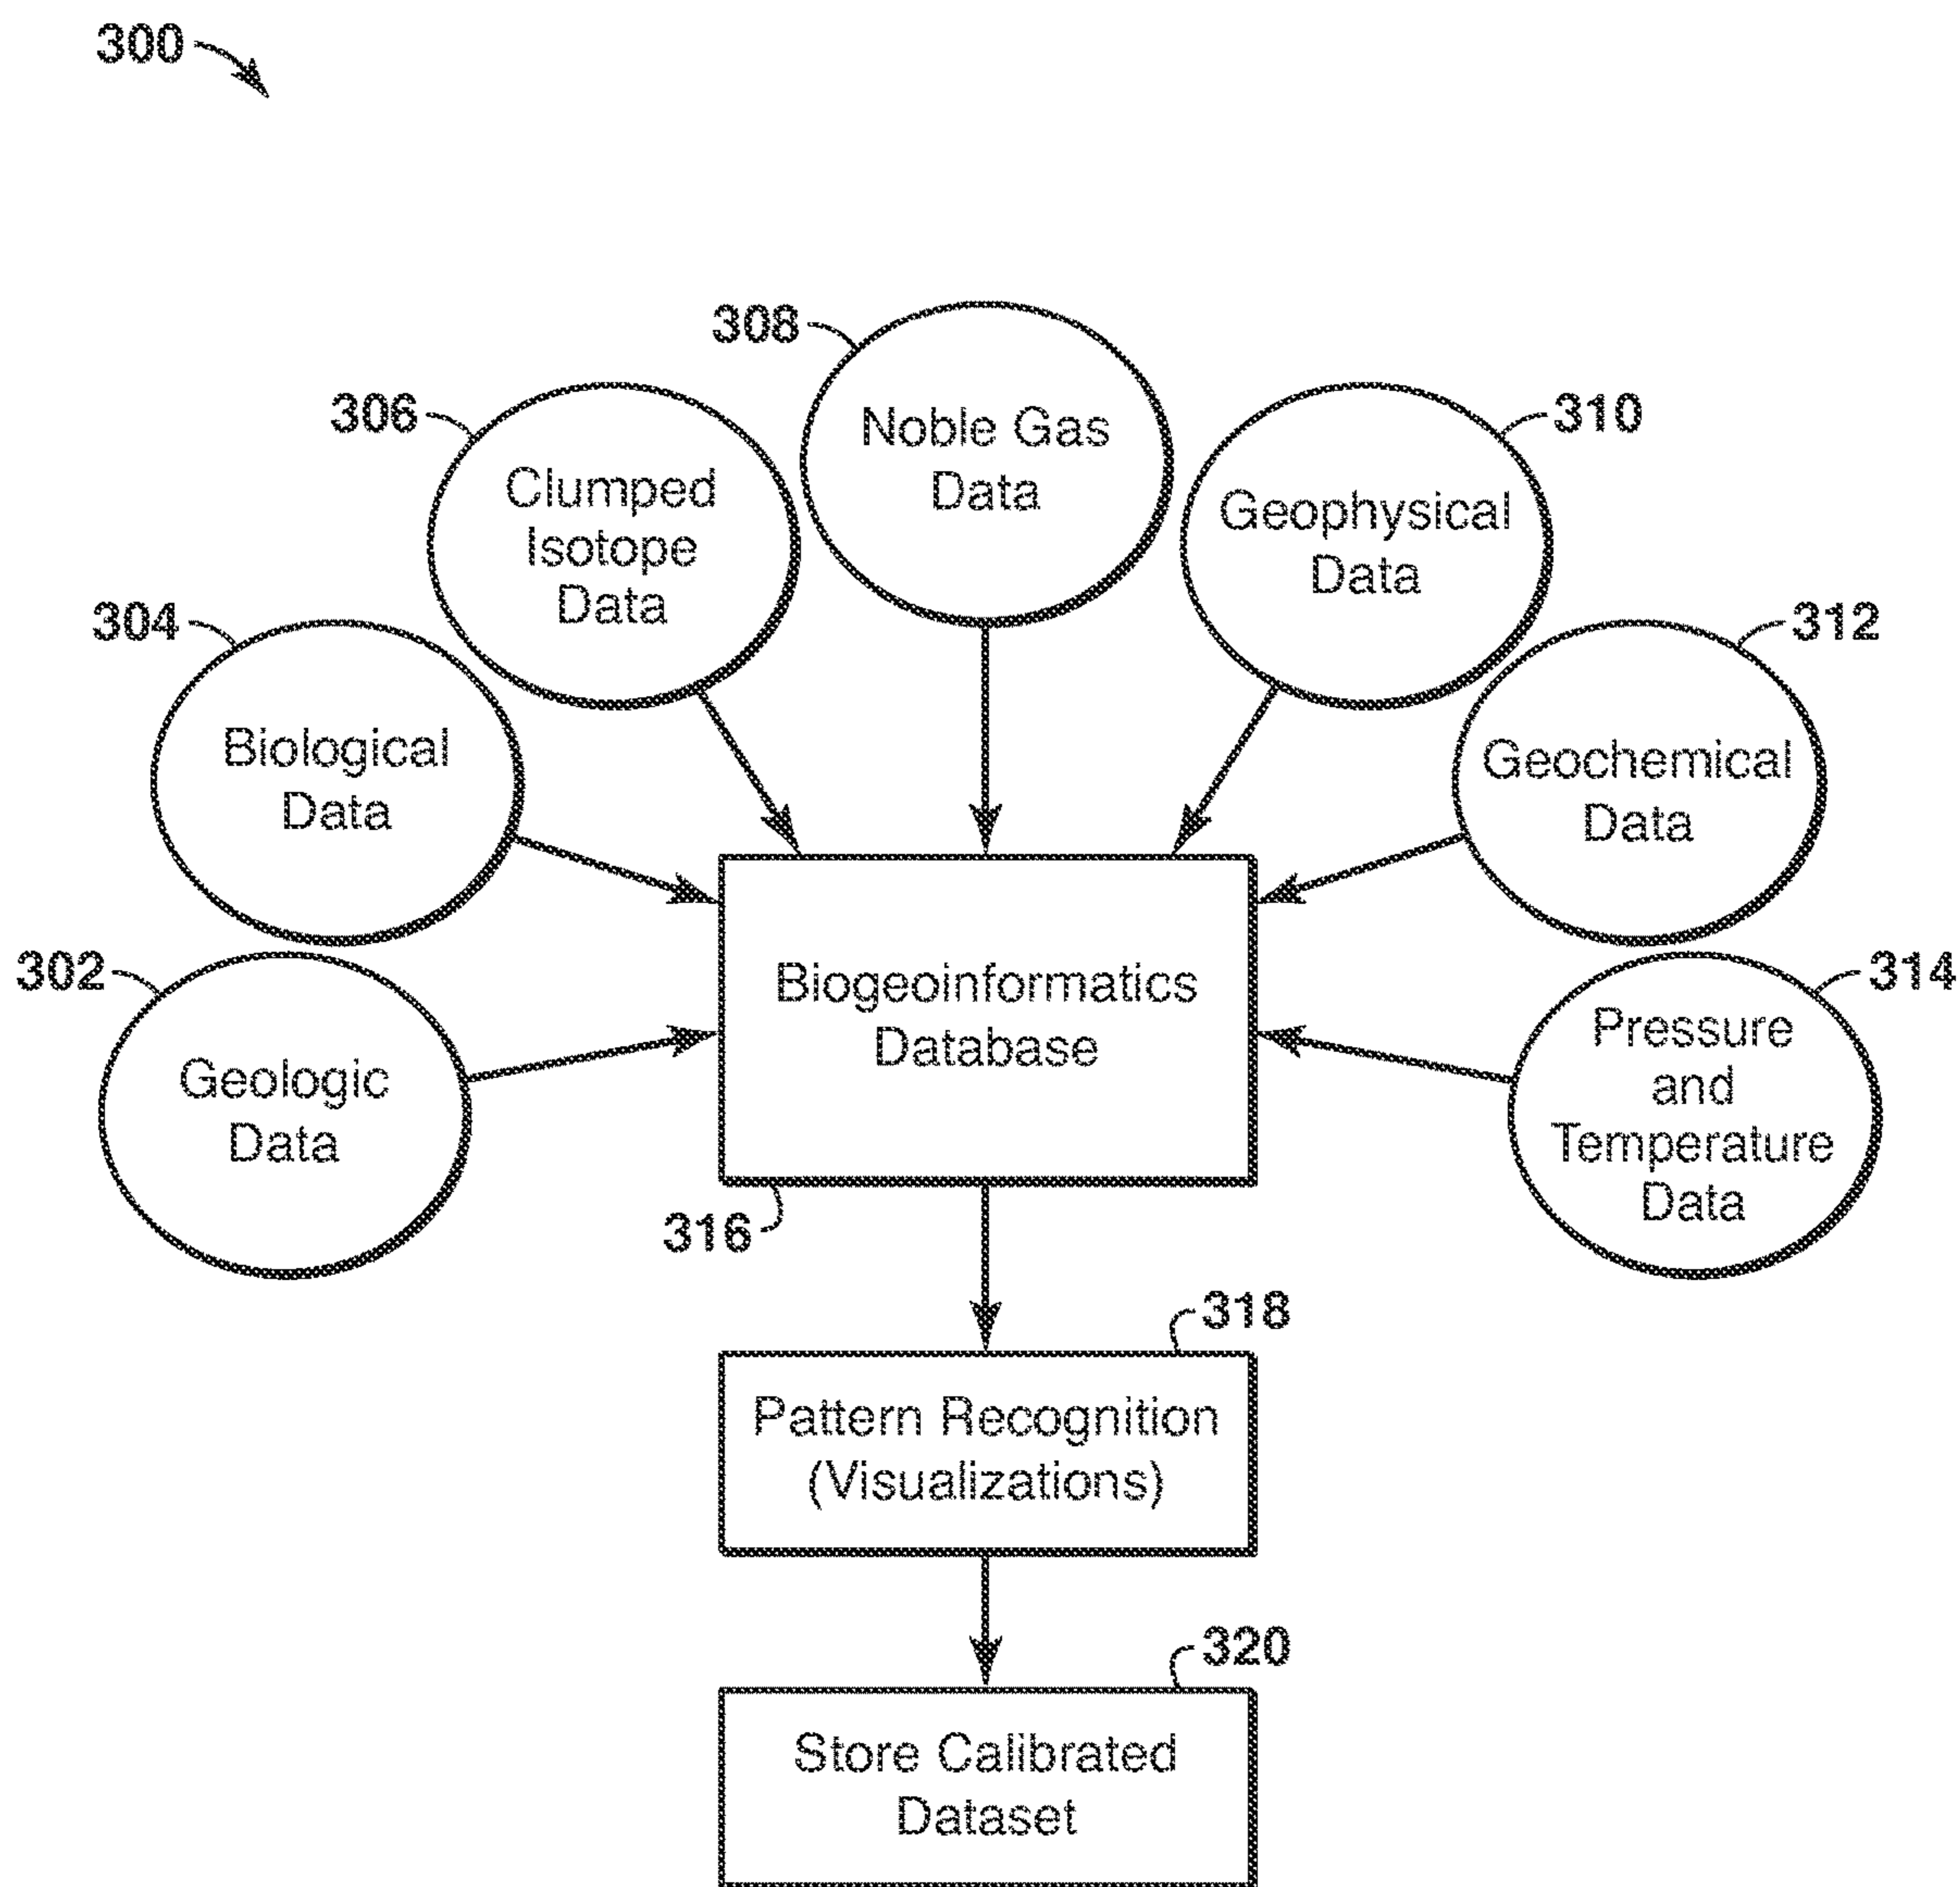 300
308
Noble Gas
Data
306
Clumped
Isotope
Data
310
Geophysical
Data
304
Biological
Data
312
Geochemical
Data
302
Geologic
Data
Biogeoinformatics
Database
314
Pressure
and
Temperature
Data
316
318
Pattern Recognition
(Visualizations)
320
Store Calibrated
Dataset